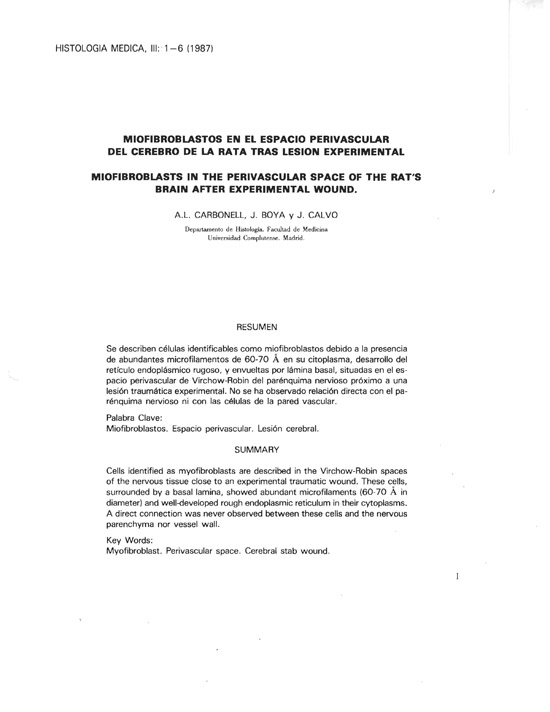 HISTOLOGIA MEDICA, III: 1–6 (1987)
MIOFIBROBLASTOS EN EL ESPACIO PERIVASCULAR
DEL CEREBRO DE LA RATA TRAS LESION EXPERIMENTAL
MIOFIBROBLASTS IN THE PERIVASCULAR SPACE OF THE RAT'S
BRAIN AFTER EXPERIMENTAL WOUND.
A.L. CARBONELL, J. BOYA y J. CALVO
Departamento de Histología. Facultad de Medicina
Universidad Complutense. Madrid.
RESUMEN
Se describen células identificables como miofibroblastos debido a la presencia
de abundantes microfilamentos de 60-70 Å en su citoplasma, desarrollo del
retículo endoplásmico rugoso, y envueltas por lámina basal, situadas en el es-
pacio perivascular de Virchow-Robin del parénquima nervioso próximo a una
lesión traumática experimental. No se ha observado relación directa con el pa-
rénquima nervioso ni con las células de la pared vascular.
Palabra Clave:
Miofibroblastos. Espacio perivascular. Lesión cerebral.
SUMMARY
Cells identified as myofibroblasts are described in the Virchow-Robin spaces
of the nervous tissue close to an experimental traumatic wound. These cells,
surrounded by a basal lamina, showed abundant microfilaments (60-70 Å in
diameter) and well-developed rough endoplasmic reticulum in their cytoplasms.
A direct connection was never observed between these cells and the nervous
parenchyma nor vessel wall.
Key Words:
Myofibroblast. Perivascular space. Cerebral stab wound.
I